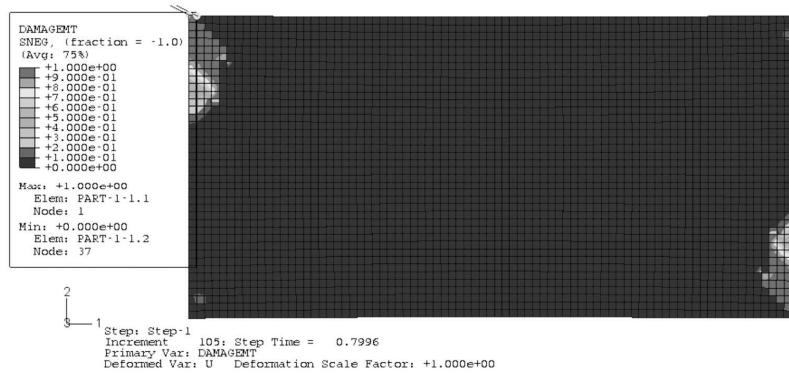 DAMAGEMT
SNEG, (fraction = -1.0)
(Avg: 75%)
+1.000e+00
+9.000e-01
+8.000e-01
+7.000e-01
+6.000e-01
+5.000e-01
+4.000e-01
+3.000e-01
+2.000e-01
+1.000e-01
+0.000e+00
Max: +1.000e+00
Elem: PART-1-1.1
Node: 1
Min: +0.000e+00
Elem: PART-1-1.2
Node: 37
2
3 1
Step: Step-1
Increment 105: Step Time = 0.7996
Primary Var: DAMAGEMT
Deformed Var: U Deformation Scale Factor: +1.000e+00